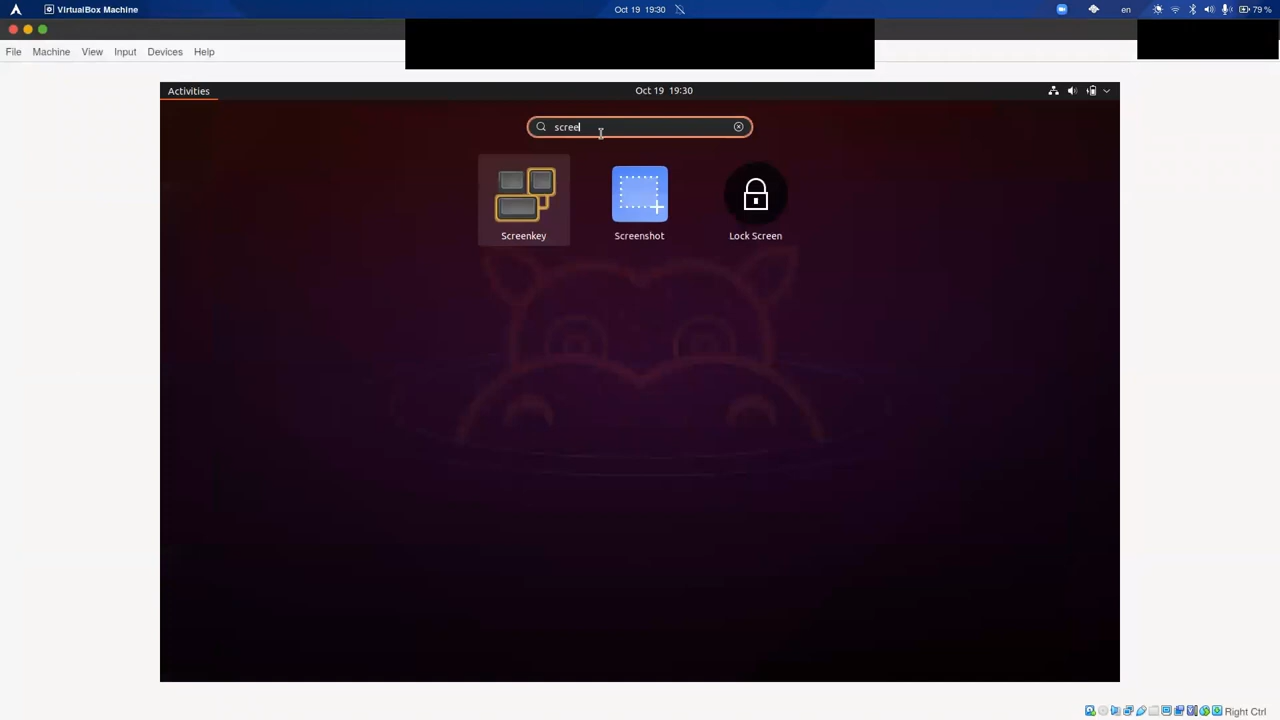 VirtualBox Machine
Oct 19 19:30
en
79 %
File Machine View Input Devices Help
Activities
Oct 19 19:30
scree
Screenkey
Screenshot
Lock Screen
Right Ctrl